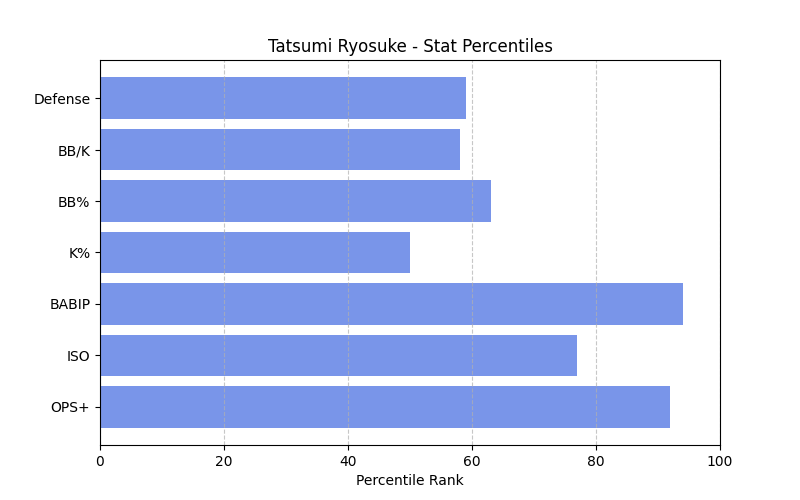 Tatsumi Ryosuke - Stat Percentiles
Defense
BB/K
BB%
K%
BABIP
ISO
OPS+
0 20 40 60 80 100
Percentile Rank